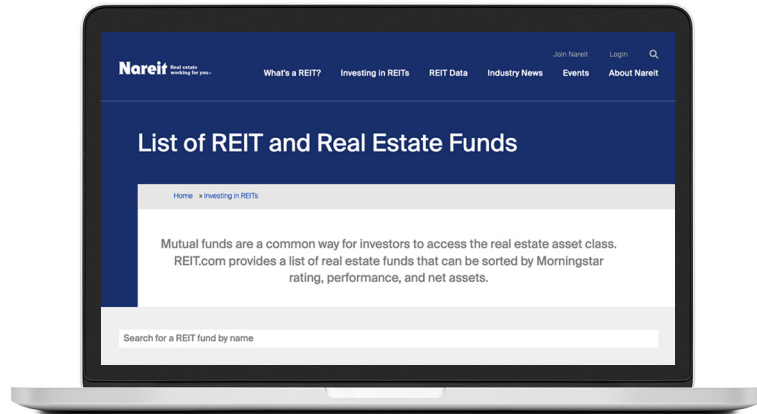 Join Nareit Login
Nareit Real estate working for you®
What's a REIT? Investing in REITs REIT Data Industry News Events About Nareit
List of REIT and Real Estate Funds
Home » Investing in REITs
Mutual funds are a common way for investors to access the real estate asset class.
REIT.com provides a list of real estate funds that can be sorted by Morningstar
rating, performance, and net assets.
Search for a REIT fund by name